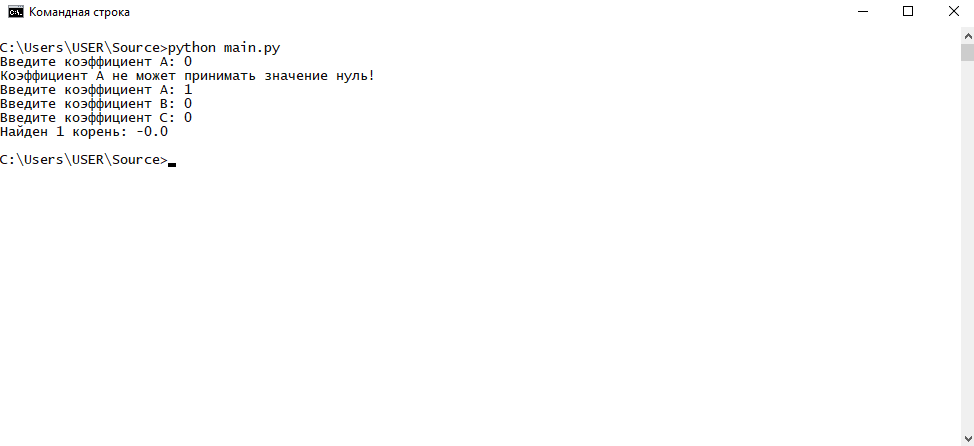 Командная строка
C:\Users\USER\Source>python main.py
Введите коэффициент A: 0
Коэффициент A не может принимать значение нуль!
Введите коэффициент A: 1
Введите коэффициент B: 0
Введите коэффициент C: 0
Найден 1 корень: -0.0
C:\Users\USER\Source>